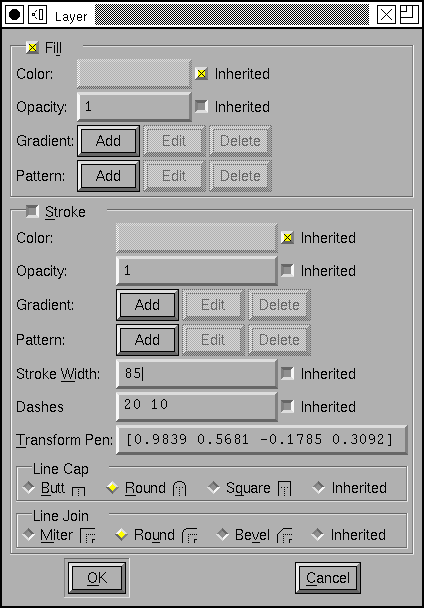 Layer
Fill
Color: Inherited
Opacity: 1 Inherited
Gradient: Add Edit Delete
Pattern: Add Edit Delete
Stroke
Color: Inherited
Opacity: 1 Inherited
Gradient: Add Edit Delete
Pattern: Add Edit Delete
Stroke Width: 85 Inherited
Dashes 20 10 Inherited
Transform Pen: [0.9839 0.5681 -0.1785 0.3092]
Line Cap
Butt Round Square Inherited
Line Join
Miter Round Bevel Inherited
OK Cancel